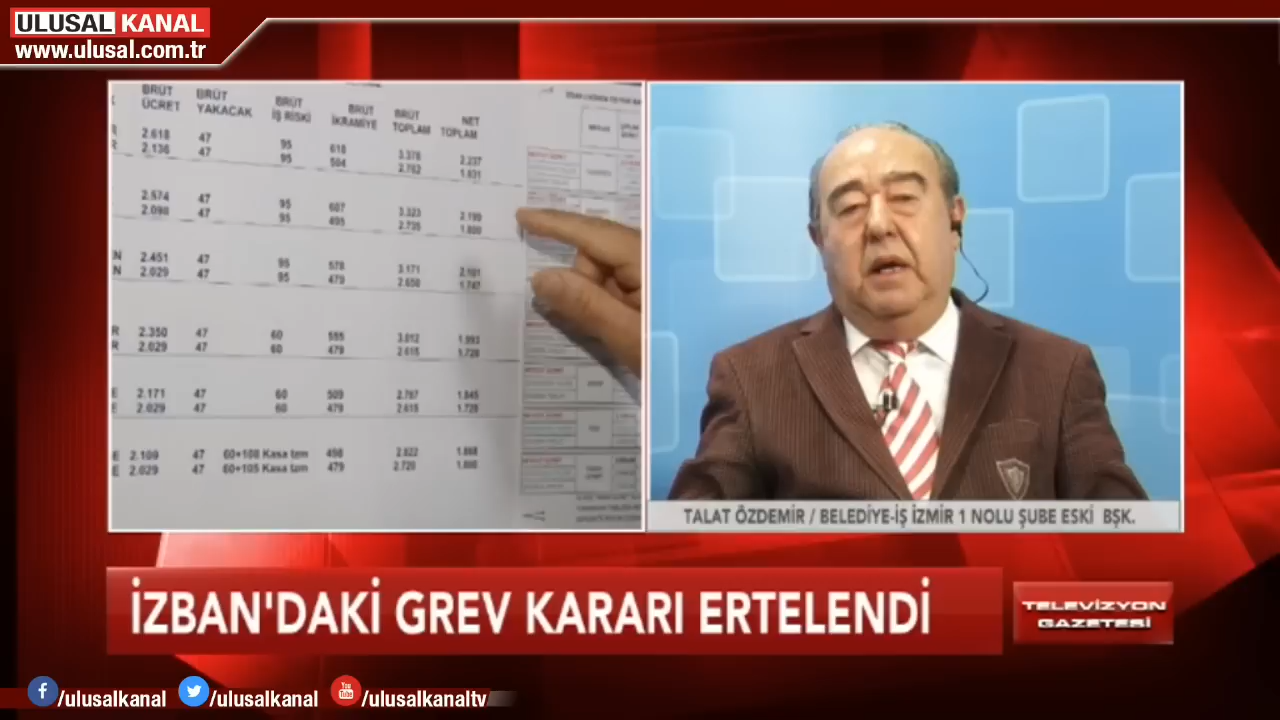 ULUSAL KANAL
www.ulusal.com.tr
BRÜT ÜCRET BRÜT YAKACAK BRÜT İŞ RİSKİ BRÜT İKRAMİYE BRÜT TOPLAM NET TOPLAM
R 2.618 47 95 618 3.378 2.237
R 2.136 47 95 504 2.782 1.831
2.574 47 95 607 3.323 2.199
2.098 47 95 495 2.735 1.800
N 2.451 47 95 578 3.171 2.101
N 2.029 47 95 479 2.650 1.747
R 2.350 47 60 555 3.012 1.993
R 2.029 47 60 479 2.615 1.720
E 2.171 47 60 509 2.787 1.845
E 2.029 47 60 479 2.615 1.720
E 2.109 47 60+108 Kasa tzm 498 2.822 1.868
E 2.029 47 60+105 Kasa tzm 479 2.720 1.800
TALAT ÖZDEMİR / BELEDİYE-İŞ İZMİR 1 NOLU ŞUBE ESKİ BŞK.
İZBAN'DAKİ GREV KARARI ERTELENDİ
TELEVİZYON
GAZETESİ
/ulusalkanal /ulusalkanal You Tube /ulusalkanaltv